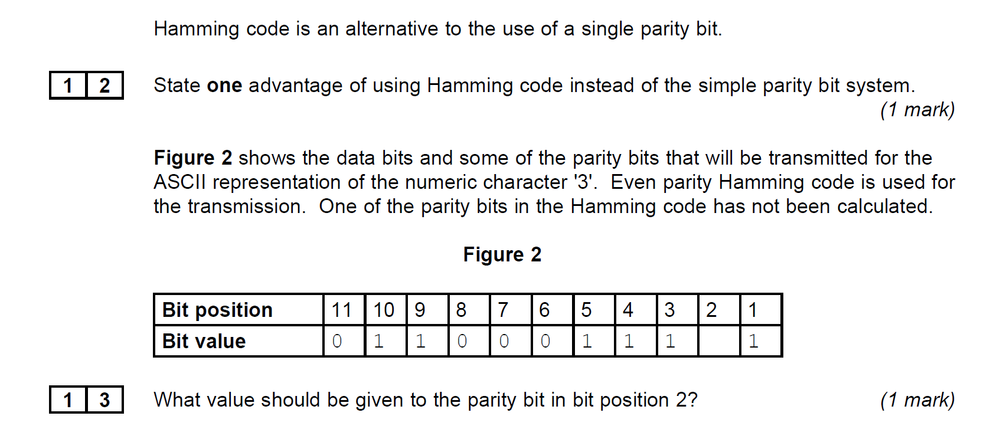 Hamming code is an alternative to the use of a single parity bit.
1 2 State one advantage of using Hamming code instead of the simple parity bit system.
(1 mark)
Figure 2 shows the data bits and some of the parity bits that will be transmitted for the
ASCII representation of the numeric character '3'. Even parity Hamming code is used for
the transmission. One of the parity bits in the Hamming code has not been calculated.
Figure 2
Bit position 11 10 9 8 7 6 5 4 3 2 1
Bit value 0 1 1 0 0 0 1 1 1 1
1 3 What value should be given to the parity bit in bit position 2? (1 mark)